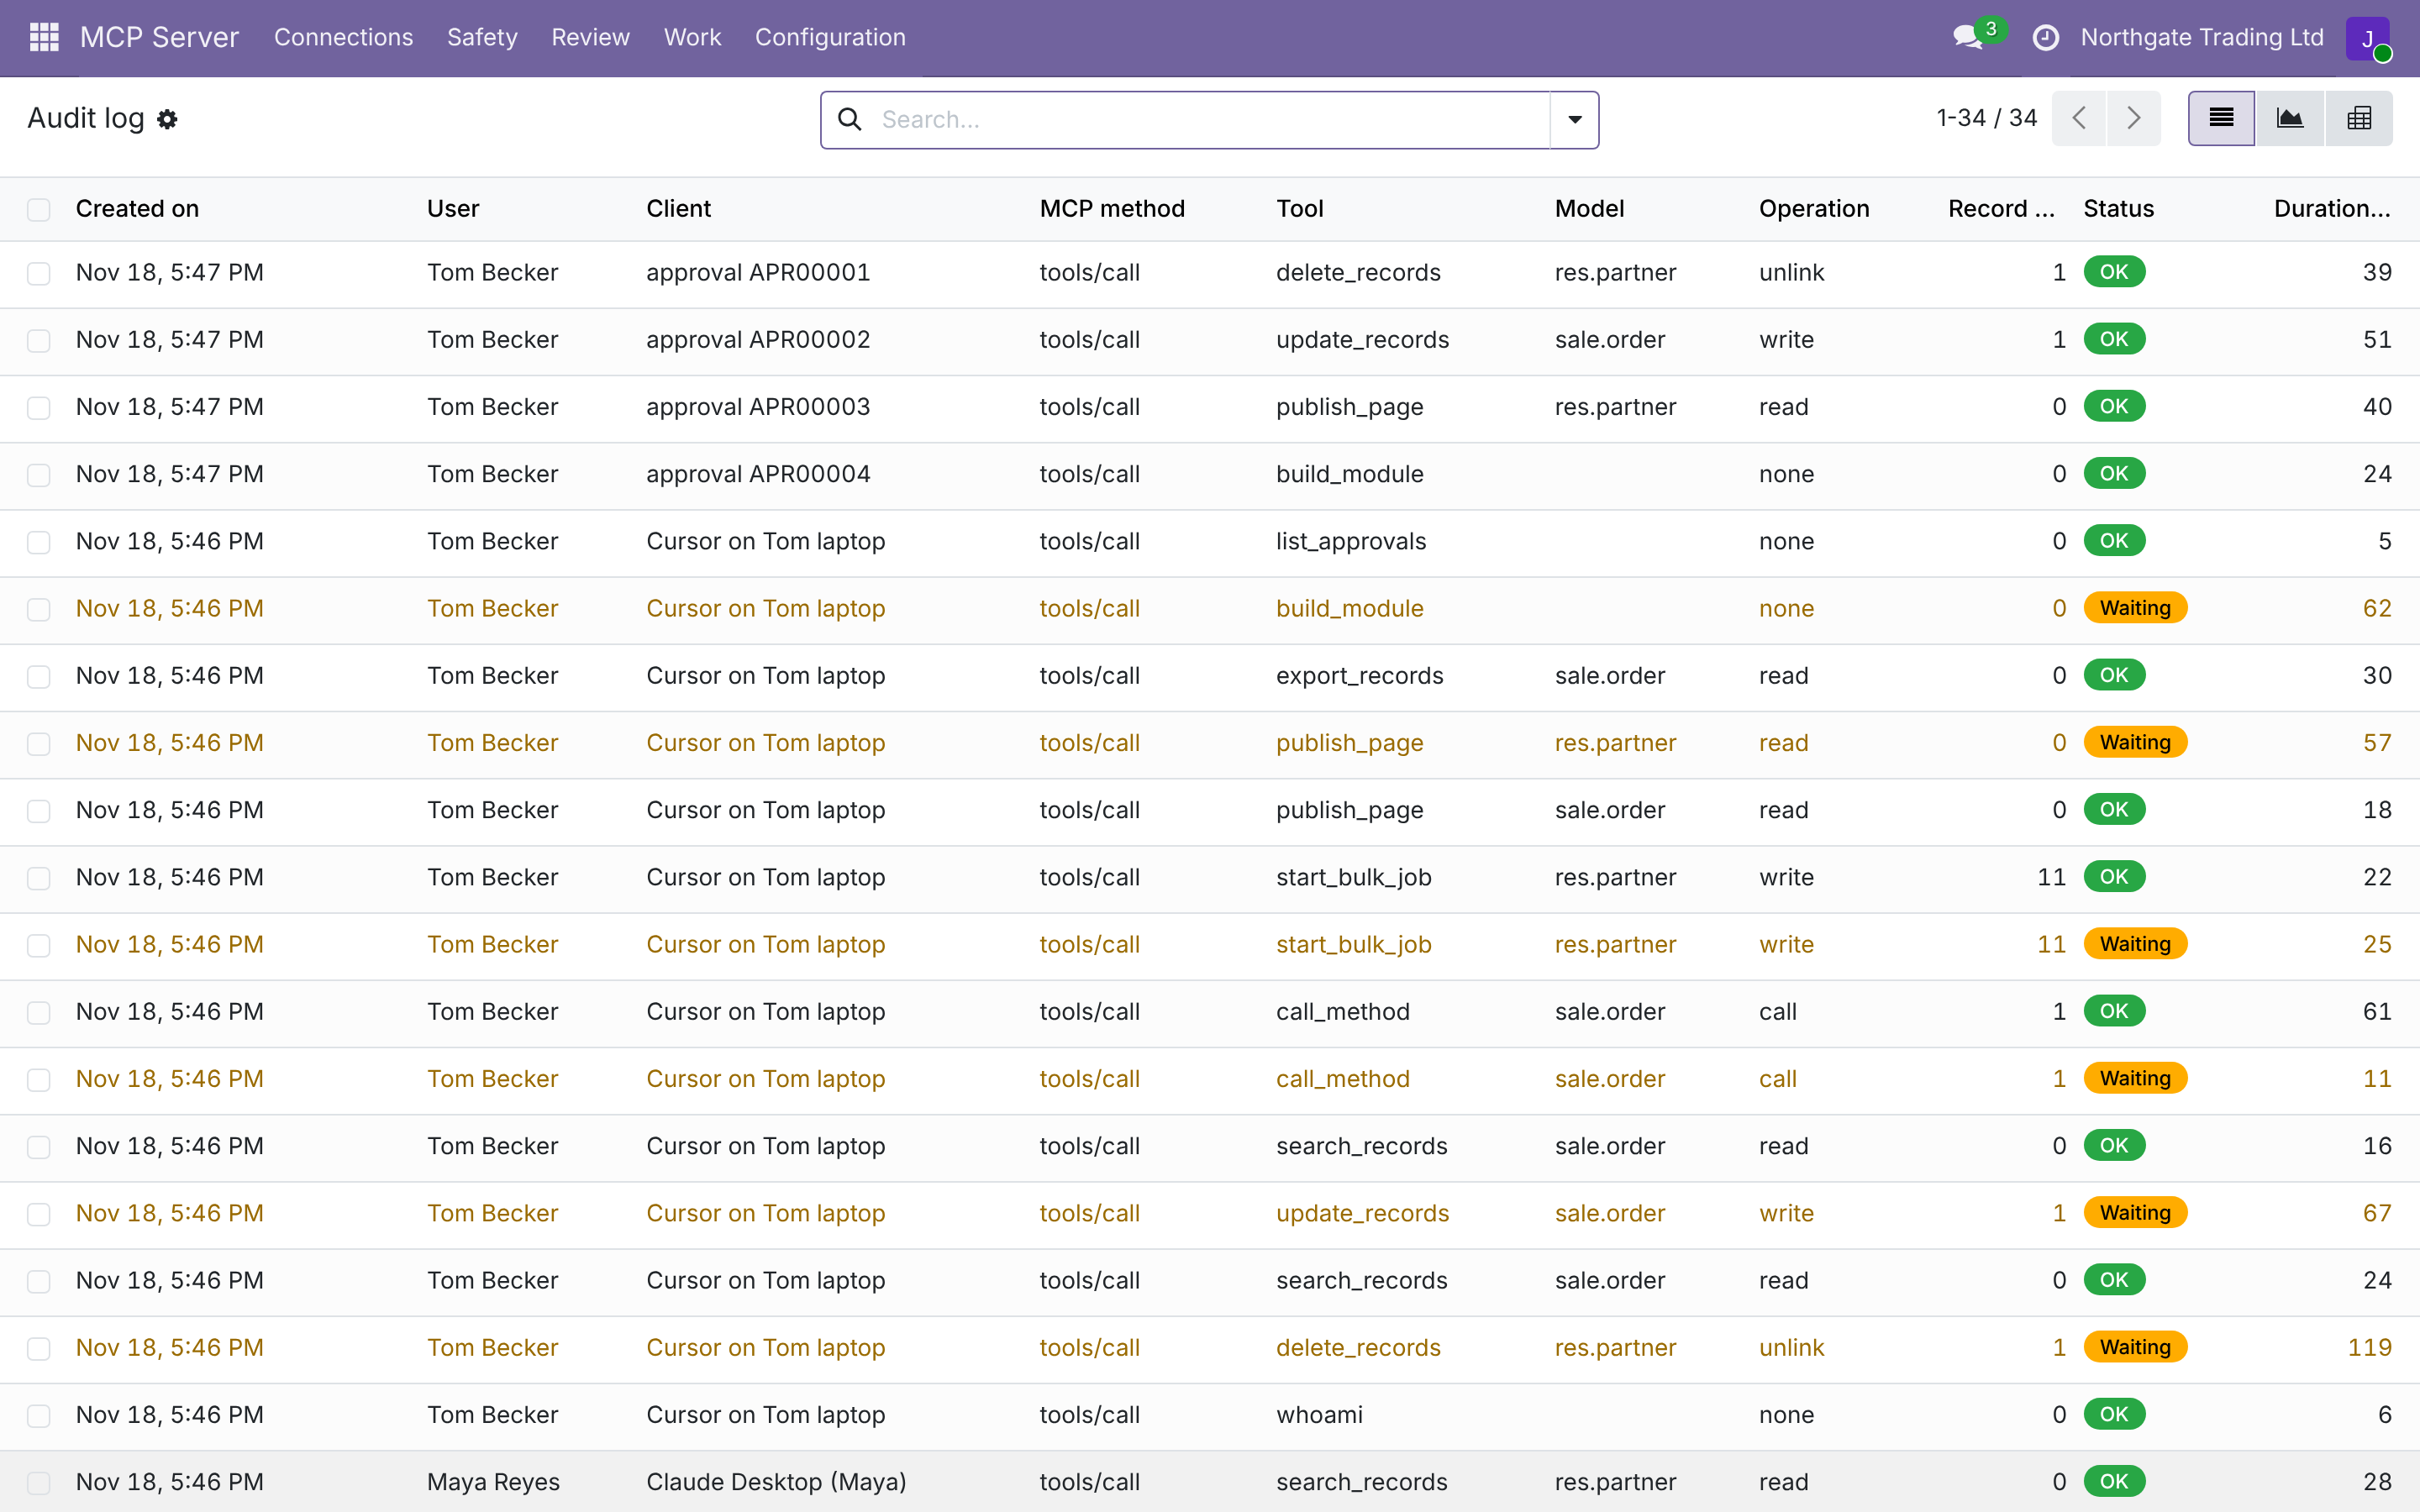 MCP Server Connections Safety Review Work Configuration 3 Northgate Trading Ltd J
Audit log Search... 1-34 / 34
Created on User Client MCP method Tool Model Operation Record ... Status Duration...
Nov 18, 5:47 PM Tom Becker approval APR00001 tools/call delete_records res.partner unlink 1 OK 39
Nov 18, 5:47 PM Tom Becker approval APR00002 tools/call update_records sale.order write 1 OK 51
Nov 18, 5:47 PM Tom Becker approval APR00003 tools/call publish_page res.partner read 0 OK 40
Nov 18, 5:47 PM Tom Becker approval APR00004 tools/call build_module none 0 OK 24
Nov 18, 5:46 PM Tom Becker Cursor on Tom laptop tools/call list_approvals none 0 OK 5
Nov 18, 5:46 PM Tom Becker Cursor on Tom laptop tools/call build_module none 0 Waiting 62
Nov 18, 5:46 PM Tom Becker Cursor on Tom laptop tools/call export_records sale.order read 0 OK 30
Nov 18, 5:46 PM Tom Becker Cursor on Tom laptop tools/call publish_page res.partner read 0 Waiting 57
Nov 18, 5:46 PM Tom Becker Cursor on Tom laptop tools/call publish_page sale.order read 0 OK 18
Nov 18, 5:46 PM Tom Becker Cursor on Tom laptop tools/call start_bulk_job res.partner write 11 OK 22
Nov 18, 5:46 PM Tom Becker Cursor on Tom laptop tools/call start_bulk_job res.partner write 11 Waiting 25
Nov 18, 5:46 PM Tom Becker Cursor on Tom laptop tools/call call_method sale.order call 1 OK 61
Nov 18, 5:46 PM Tom Becker Cursor on Tom laptop tools/call call_method sale.order call 1 Waiting 11
Nov 18, 5:46 PM Tom Becker Cursor on Tom laptop tools/call search_records sale.order read 0 OK 16
Nov 18, 5:46 PM Tom Becker Cursor on Tom laptop tools/call update_records sale.order write 1 Waiting 67
Nov 18, 5:46 PM Tom Becker Cursor on Tom laptop tools/call search_records sale.order read 0 OK 24
Nov 18, 5:46 PM Tom Becker Cursor on Tom laptop tools/call delete_records res.partner unlink 1 Waiting 119
Nov 18, 5:46 PM Tom Becker Cursor on Tom laptop tools/call whoami none 0 OK 6
Nov 18, 5:46 PM Maya Reyes Claude Desktop (Maya) tools/call search_records res.partner read 0 OK 28